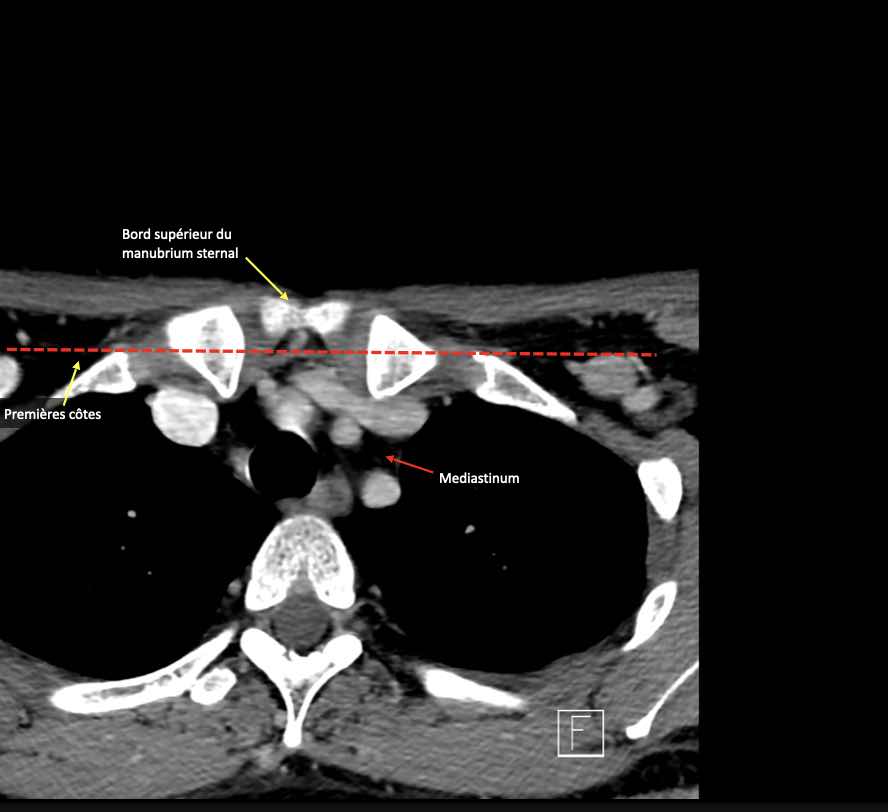 Bord supérieur du
manubrium sternal
Premières côtes
Mediastinum
F